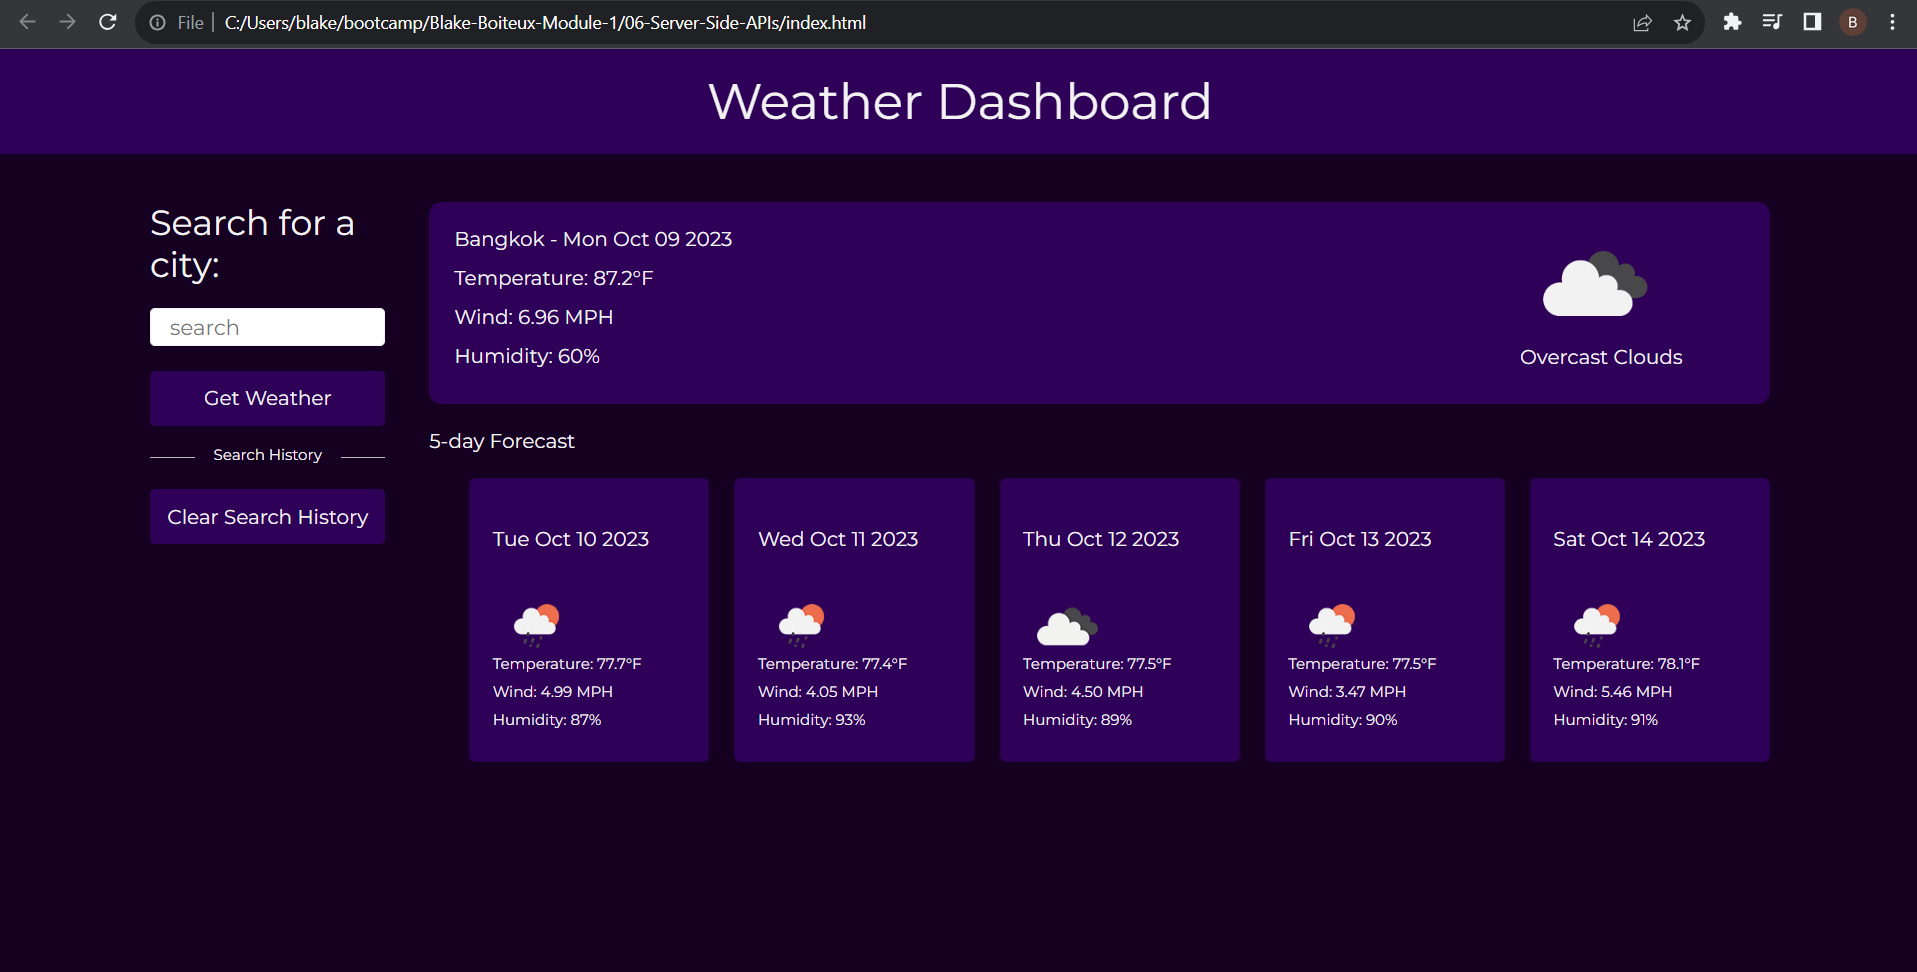 File | C:/Users/blake/bootcamp/Blake-Boiteux-Module-1/06-Server-Side-APIs/index.html
B
Weather Dashboard
Search for a
city:
search
Get Weather
Search History
Clear Search History
Bangkok - Mon Oct 09 2023
Temperature: 87.2°F
Wind: 6.96 MPH
Humidity: 60%
Overcast Clouds
5-day Forecast
Tue Oct 10 2023
Temperature: 77.7°F
Wind: 4.99 MPH
Humidity: 87%
Wed Oct 11 2023
Temperature: 77.4°F
Wind: 4.05 MPH
Humidity: 93%
Thu Oct 12 2023
Temperature: 77.5°F
Wind: 4.50 MPH
Humidity: 89%
Fri Oct 13 2023
Temperature: 77.5°F
Wind: 3.47 MPH
Humidity: 90%
Sat Oct 14 2023
Temperature: 78.1°F
Wind: 5.46 MPH
Humidity: 91%